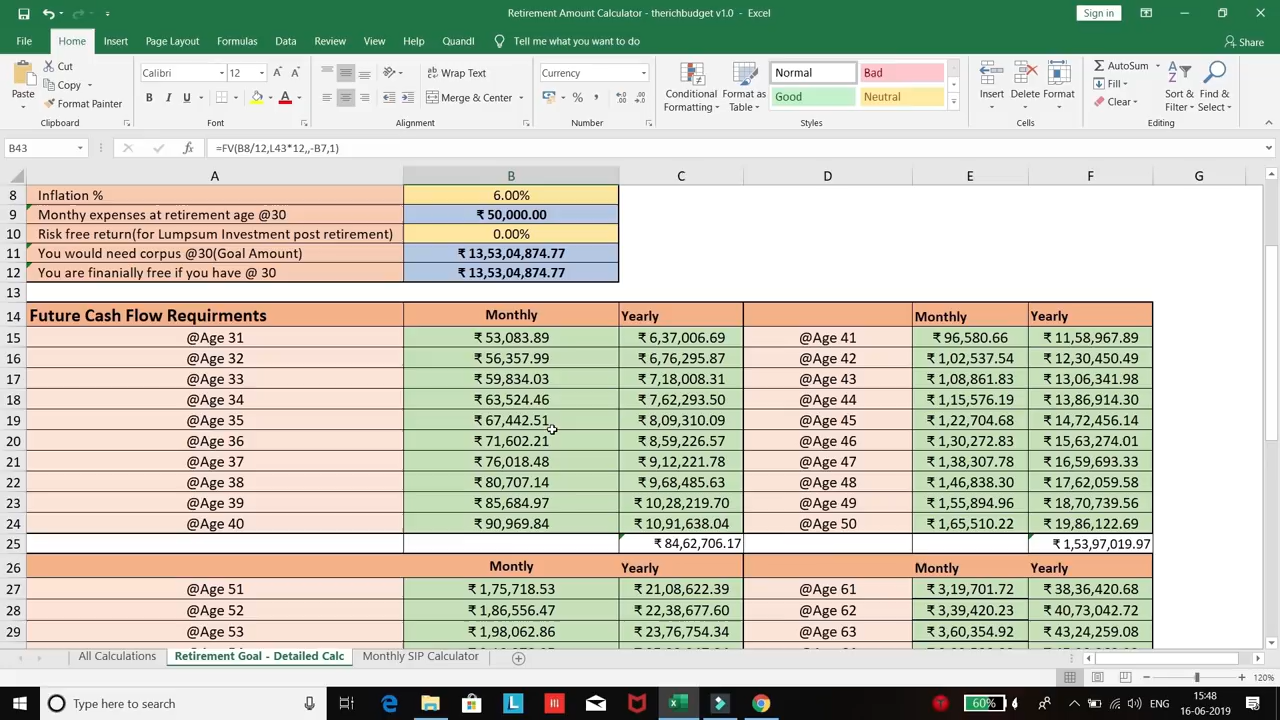 Retirement Amount Calculator - therichbudget v1.0 - Excel
Sign in
File Home Insert Page Layout Formulas Data Review View Help Quandl Tell me what you want to do Share
Paste
Cut
Copy
Format Painter
Clipboard
Calibri 12
B I U
Font
Wrap Text
Merge & Center
Alignment
Currency
% ,
Number
Conditional Formatting
Format as Table
Normal Bad
Good Neutral
Styles
Insert Delete Format
Cells
AutoSum
Fill
Clear
Sort & Filter
Find & Select
Editing
B43 fx =FV(B8/12,L43*12,,-B7,1)
A B C D E F G
8 Inflation % 6.00%
9 Monthy expenses at retirement age @30 ₹ 50,000.00
10 Risk free return(for Lumpsum Investment post retirement) 0.00%
11 You would need corpus @30(Goal Amount) ₹ 13,53,04,874.77
12 You are finanially free if you have @ 30 ₹ 13,53,04,874.77
13
14 Future Cash Flow Requirments Monthly Yearly Monthly Yearly
15 @Age 31 ₹ 53,083.89 ₹ 6,37,006.69 @Age 41 ₹ 96,580.66 ₹ 11,58,967.89
16 @Age 32 ₹ 56,357.99 ₹ 6,76,295.87 @Age 42 ₹ 1,02,537.54 ₹ 12,30,450.49
17 @Age 33 ₹ 59,834.03 ₹ 7,18,008.31 @Age 43 ₹ 1,08,861.83 ₹ 13,06,341.98
18 @Age 34 ₹ 63,524.46 ₹ 7,62,293.50 @Age 44 ₹ 1,15,576.19 ₹ 13,86,914.30
19 @Age 35 ₹ 67,442.51 ₹ 8,09,310.09 @Age 45 ₹ 1,22,704.68 ₹ 14,72,456.14
20 @Age 36 ₹ 71,602.21 ₹ 8,59,226.57 @Age 46 ₹ 1,30,272.83 ₹ 15,63,274.01
21 @Age 37 ₹ 76,018.48 ₹ 9,12,221.78 @Age 47 ₹ 1,38,307.78 ₹ 16,59,693.33
22 @Age 38 ₹ 80,707.14 ₹ 9,68,485.63 @Age 48 ₹ 1,46,838.30 ₹ 17,62,059.58
23 @Age 39 ₹ 85,684.97 ₹ 10,28,219.70 @Age 49 ₹ 1,55,894.96 ₹ 18,70,739.56
24 @Age 40 ₹ 90,969.84 ₹ 10,91,638.04 @Age 50 ₹ 1,65,510.22 ₹ 19,86,122.69
25 ₹ 84,62,706.17 ₹ 1,53,97,019.97
26 Montly Yearly Montly Yearly
27 @Age 51 ₹ 1,75,718.53 ₹ 21,08,622.39 @Age 61 ₹ 3,19,701.72 ₹ 38,36,420.68
28 @Age 52 ₹ 1,86,556.47 ₹ 22,38,677.60 @Age 62 ₹ 3,39,420.23 ₹ 40,73,042.72
29 @Age 53 ₹ 1,98,062.86 ₹ 23,76,754.34 @Age 63 ₹ 3,60,354.92 ₹ 43,24,259.08
All Calculations Retirement Goal - Detailed Calc Monthly SIP Calculator
120%
Type here to search
60%
15:48
16-06-2019